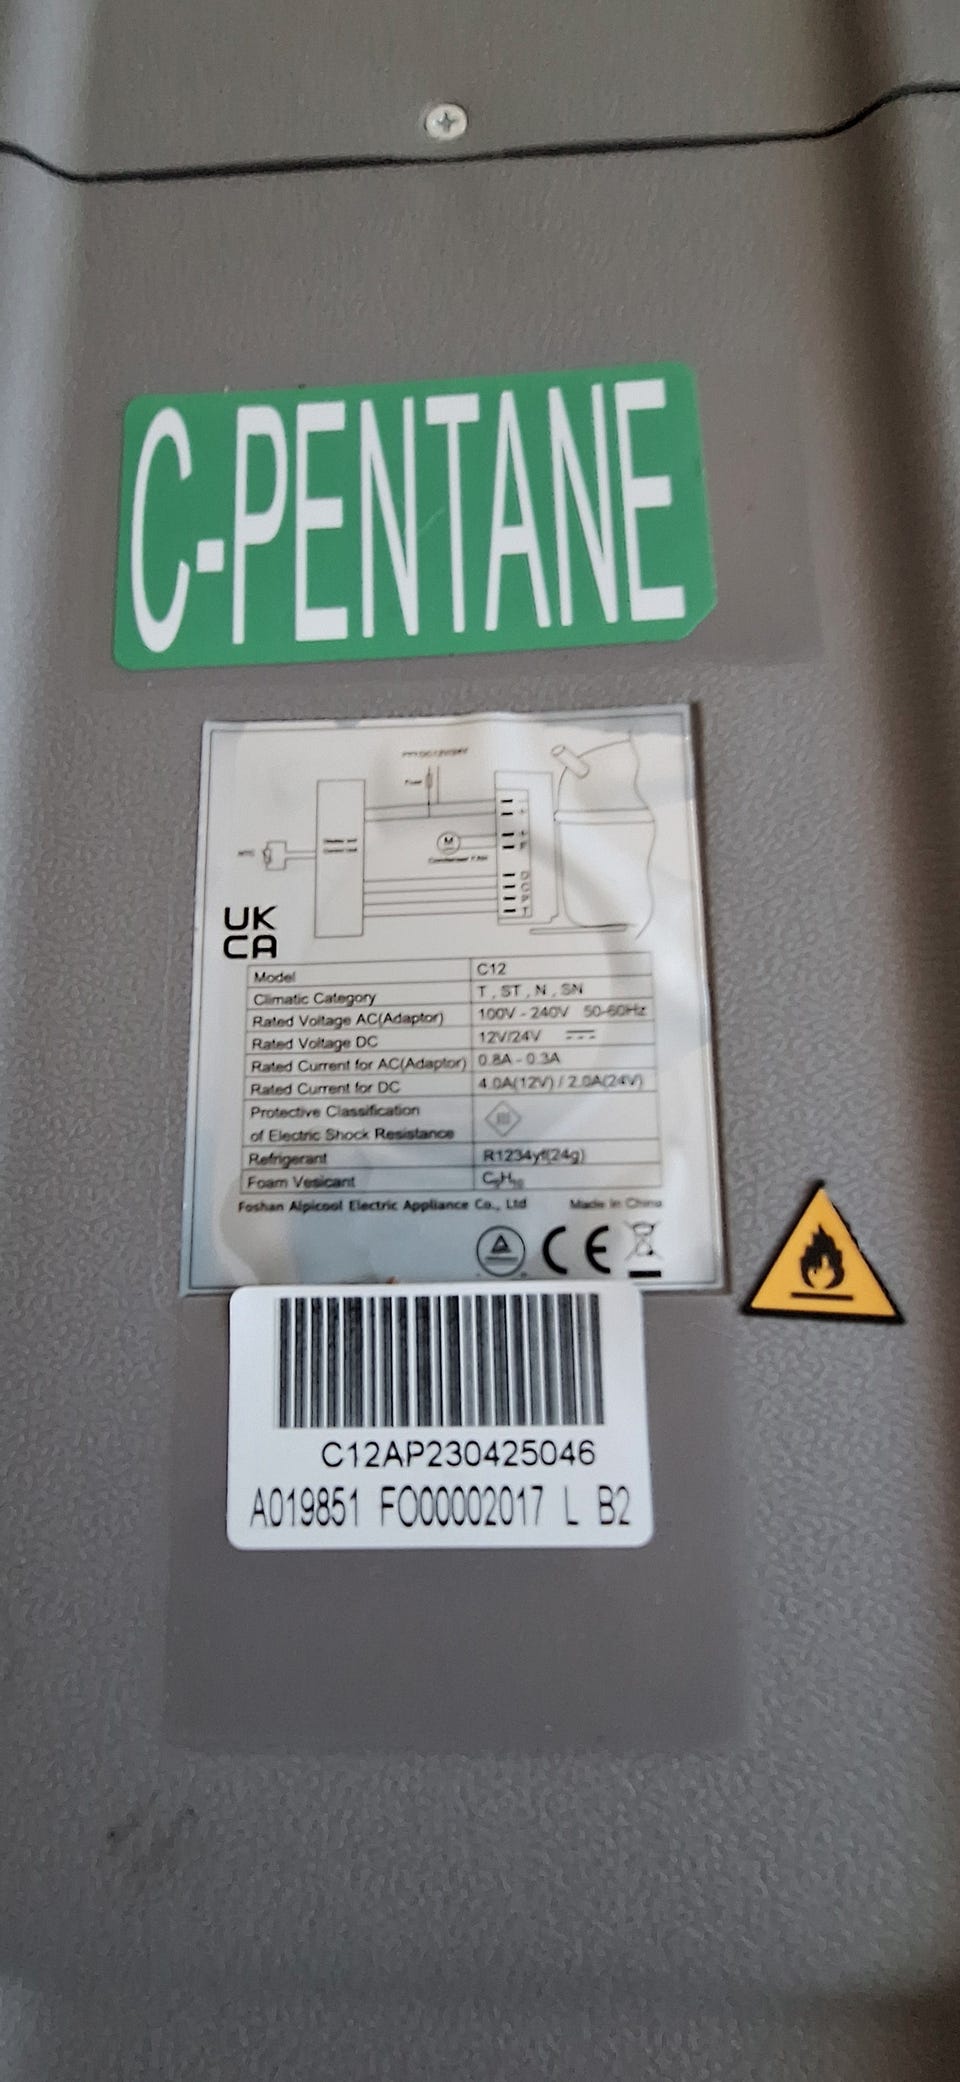 C-PENTANE
M
O
C
P
T
UK
CA
Model C12
Climatic Category T , ST , N , SN
Rated Voltage AC(Adaptor) 100V - 240V 50-60Hz
Rated Voltage DC 12V/24V
Rated Current for AC(Adaptor) 0.8A - 0.3A
Rated Current for DC 4.0A(12V) / 2.0A(24V)
Protective Classification
of Electric Shock Resistance III
Refrigerant R1234yf(24g)
Foam Vesicant C₅H₁₀
Foshan Alpicool Electric Appliance Co., Ltd Made in China
CE
C12AP230425046
A019851 FO00002017 L B2